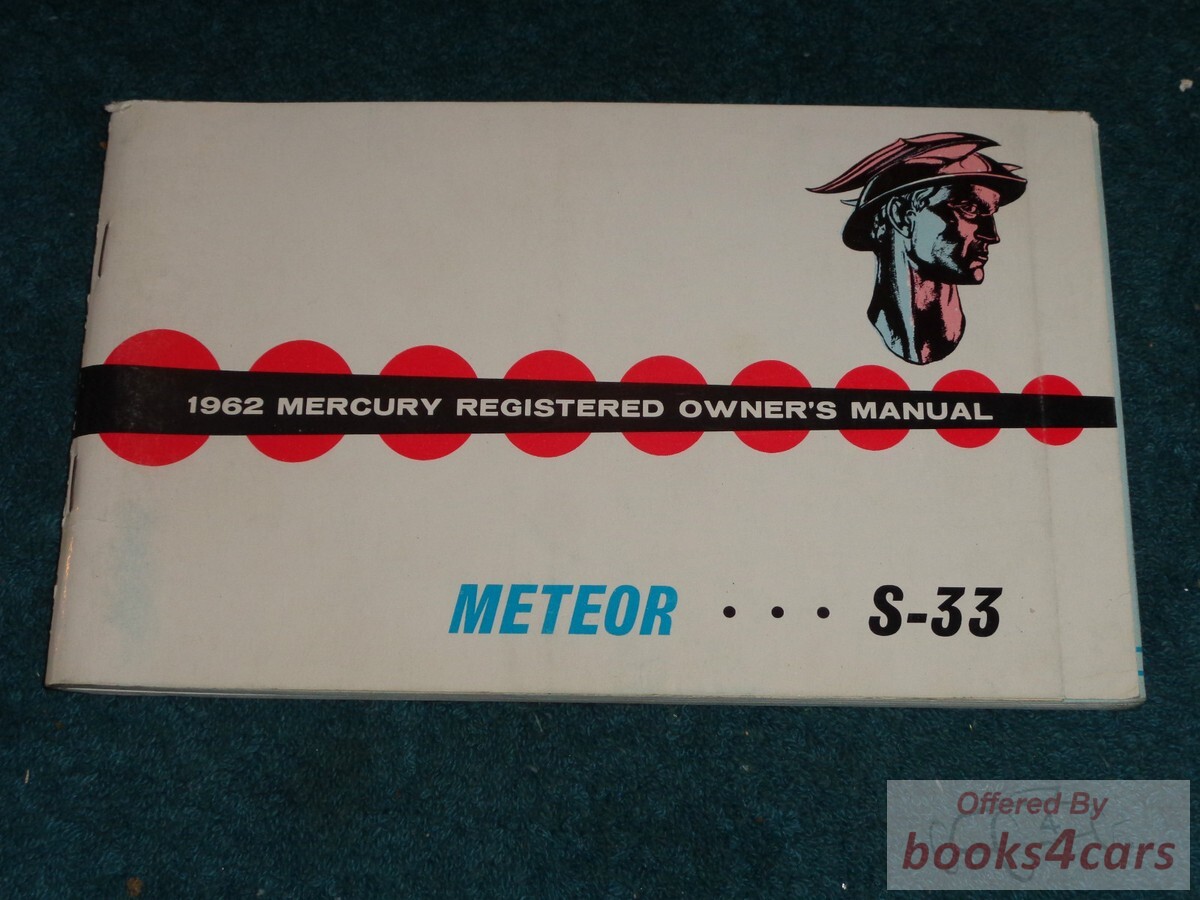 1962 MERCURY REGISTERED OWNER'S MANUAL
METEOR . . . S-33
Offered By
books4cars